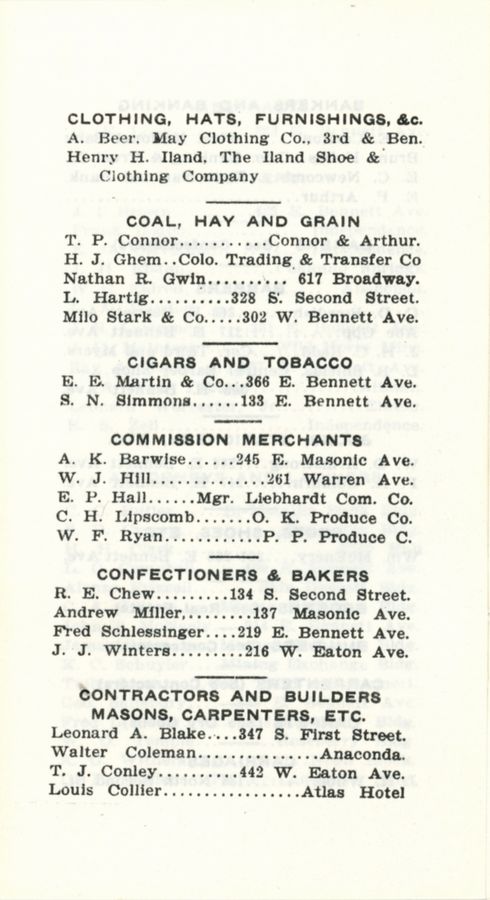 CLOTHING, HATS, FURNISHINGS, &c.
A. Beer, May Clothing Co., 3rd & Ben.
Henry H. Iland, The Iland Shoe &
Clothing Company
COAL, HAY AND GRAIN
T. P. Connor...........Connor & Arthur.
H. J. Ghem..Colo. Trading & Transfer Co
Nathan R. Gwin.......... 617 Broadway.
L. Hartig..........328 S. Second Street.
Milo Stark & Co.....302 W. Bennett Ave.
CIGARS AND TOBACCO
E. E. Martin & Co...366 E. Bennett Ave.
S. N. Simmons......133 E. Bennett Ave.
COMMISSION MERCHANTS
A. K. Barwise......245 E. Masonic Ave.
W. J. Hill..............261 Warren Ave.
E. P. Hall......Mgr. Liebhardt Com. Co.
C. H. Lipscomb.......O. K. Produce Co.
W. F. Ryan............P. P. Produce C.
CONFECTIONERS & BAKERS
R. E. Chew.........134 S. Second Street.
Andrew Miller,........137 Masonic Ave.
Fred Schlessinger....219 E. Bennett Ave.
J. J. Winters.........216 W. Eaton Ave.
CONTRACTORS AND BUILDERS
MASONS, CARPENTERS, ETC.
Leonard A. Blake....347 S. First Street.
Walter Coleman...............Anaconda.
T. J. Conley..........442 W. Eaton Ave.
Louis Collier.................Atlas Hotel